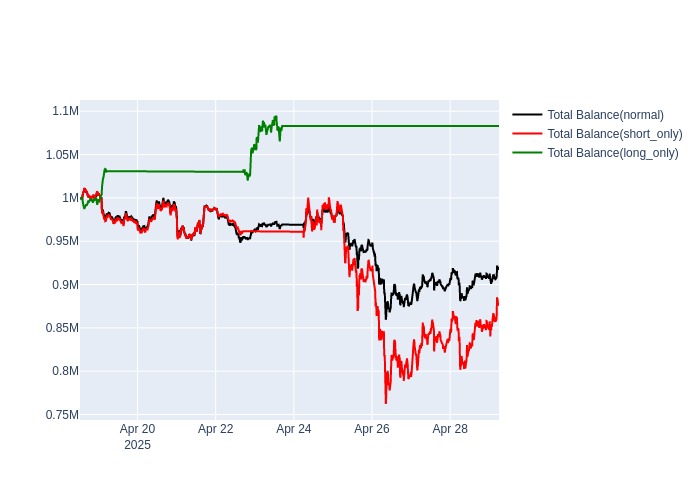 1.1M
1.05M
1M
0.95M
0.9M
0.85M
0.8M
0.75M
Apr 20
2025
Apr 22
Apr 24
Apr 26
Apr 28
Total Balance(normal)
Total Balance(short_only)
Total Balance(long_only)